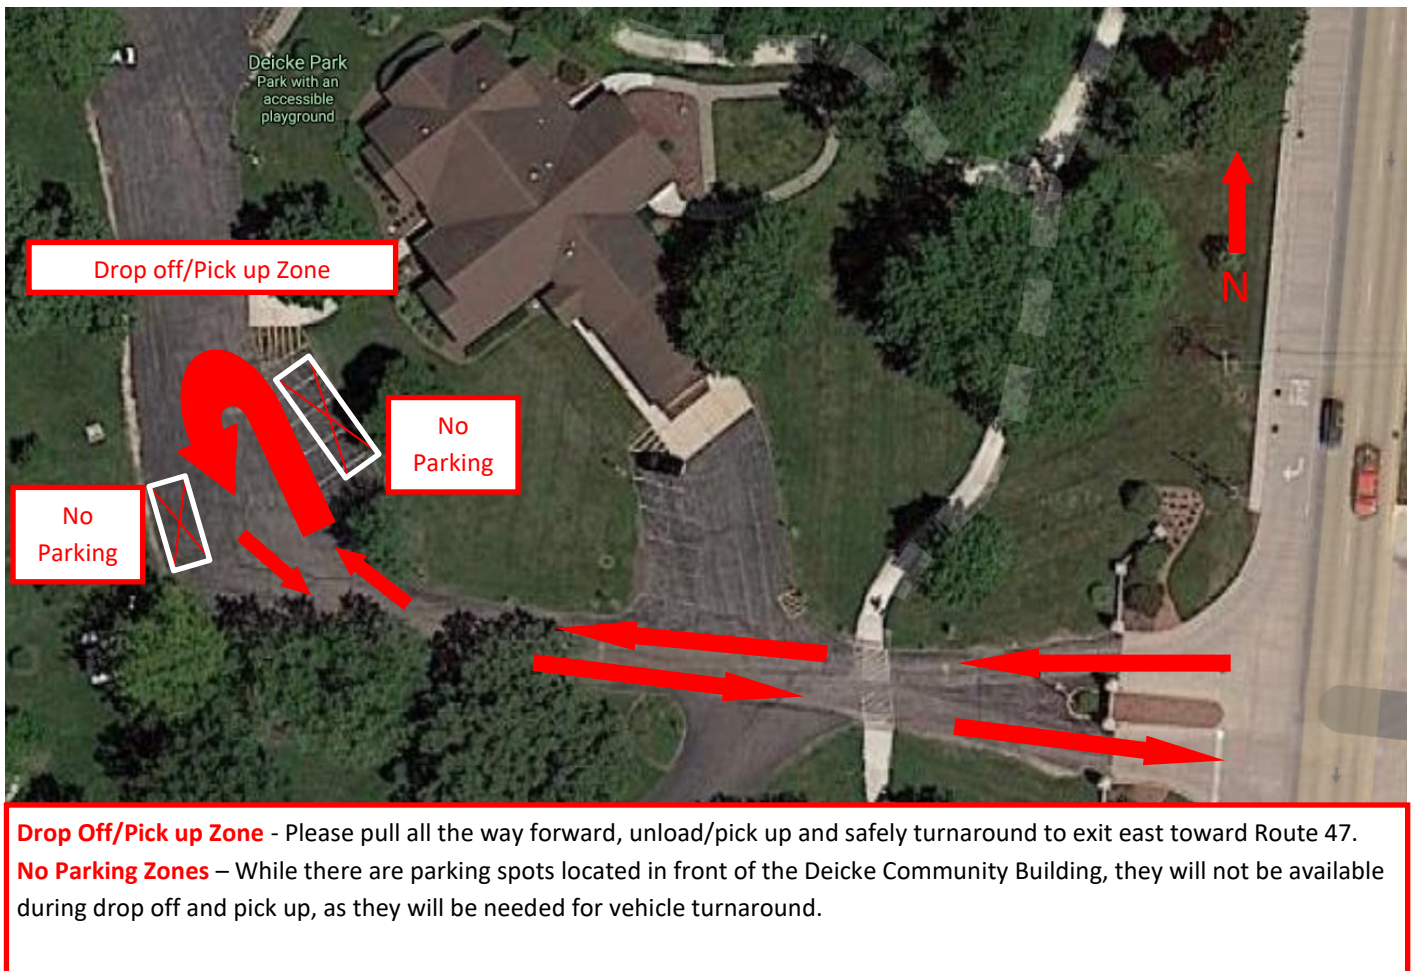 Deicke Park
Park with an
accessible
playground
N
Drop off/Pick up Zone
No
Parking
No
Parking
Drop Off/Pick up Zone - Please pull all the way forward, unload/pick up and safely turnaround to exit east toward Route 47.
No Parking Zones – While there are parking spots located in front of the Deicke Community Building, they will not be available
during drop off and pick up, as they will be needed for vehicle turnaround.